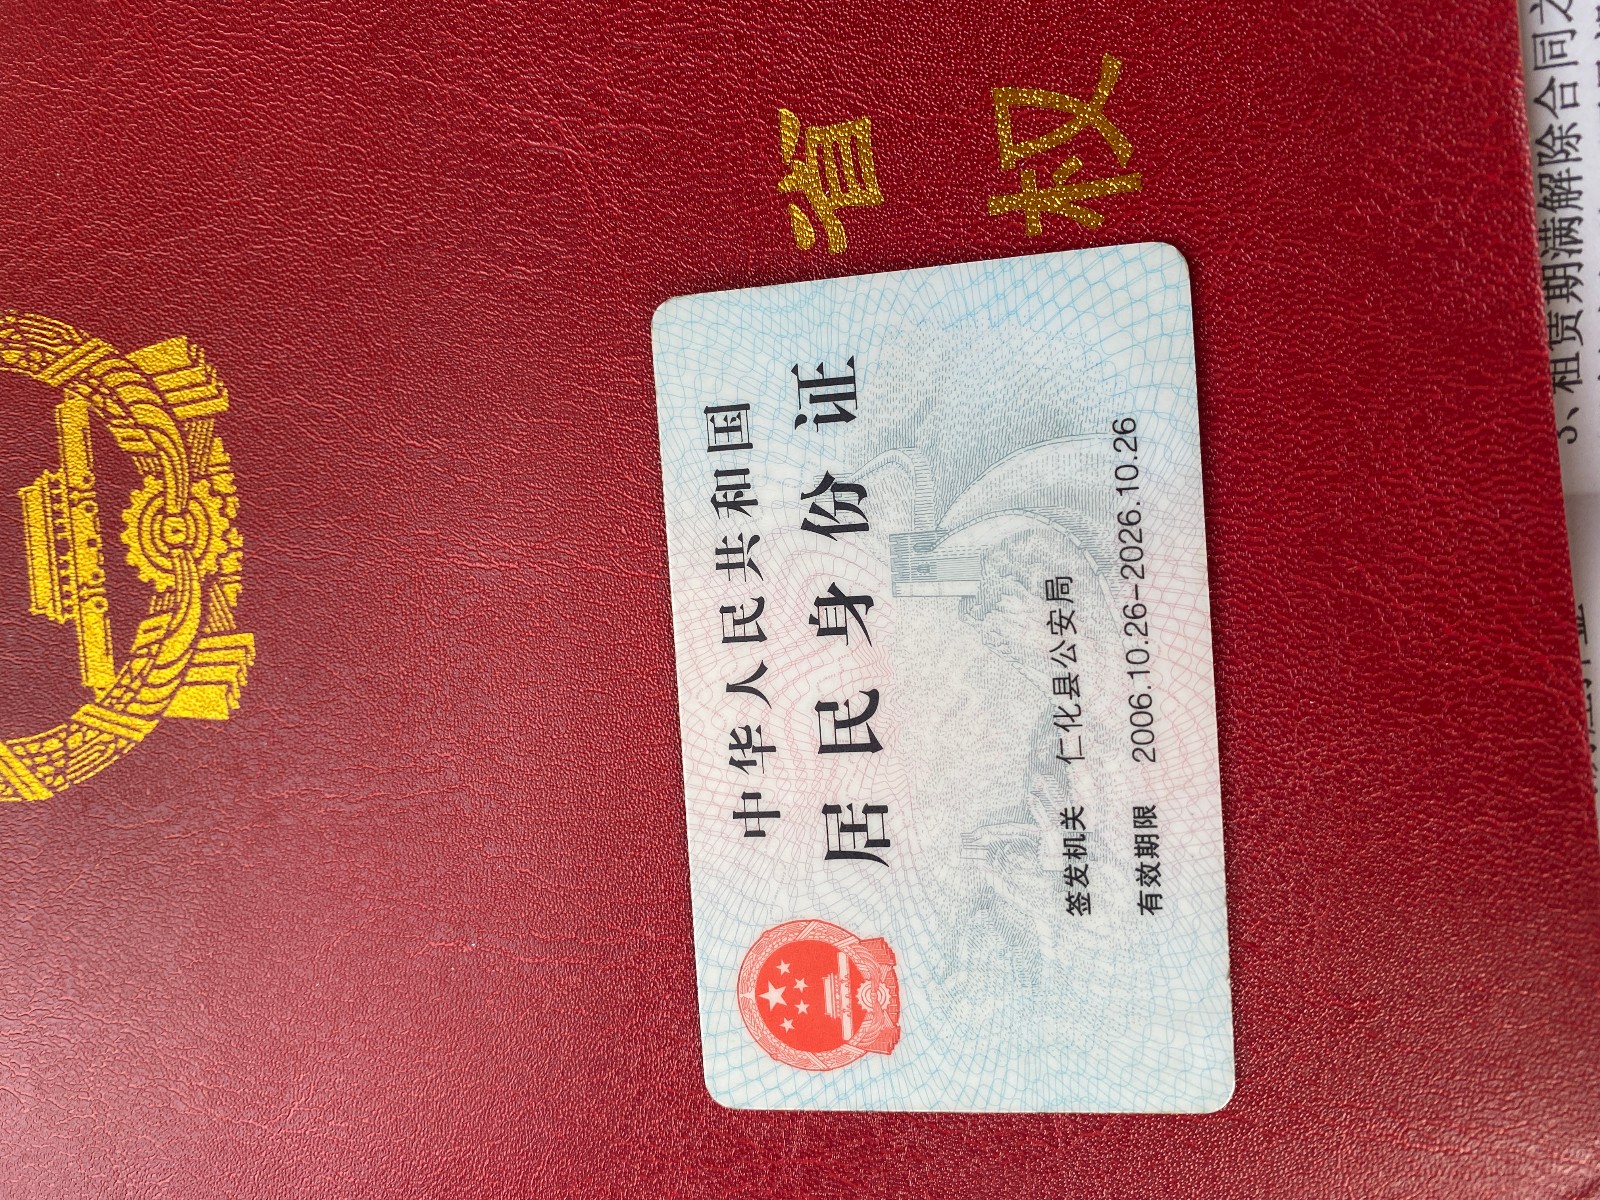 中华人民共和国
居民身份证
签发机关 仁化县公安局
有效期限 2006.10.26-2026.10.26
省
权
3、租赁期满解除合同之